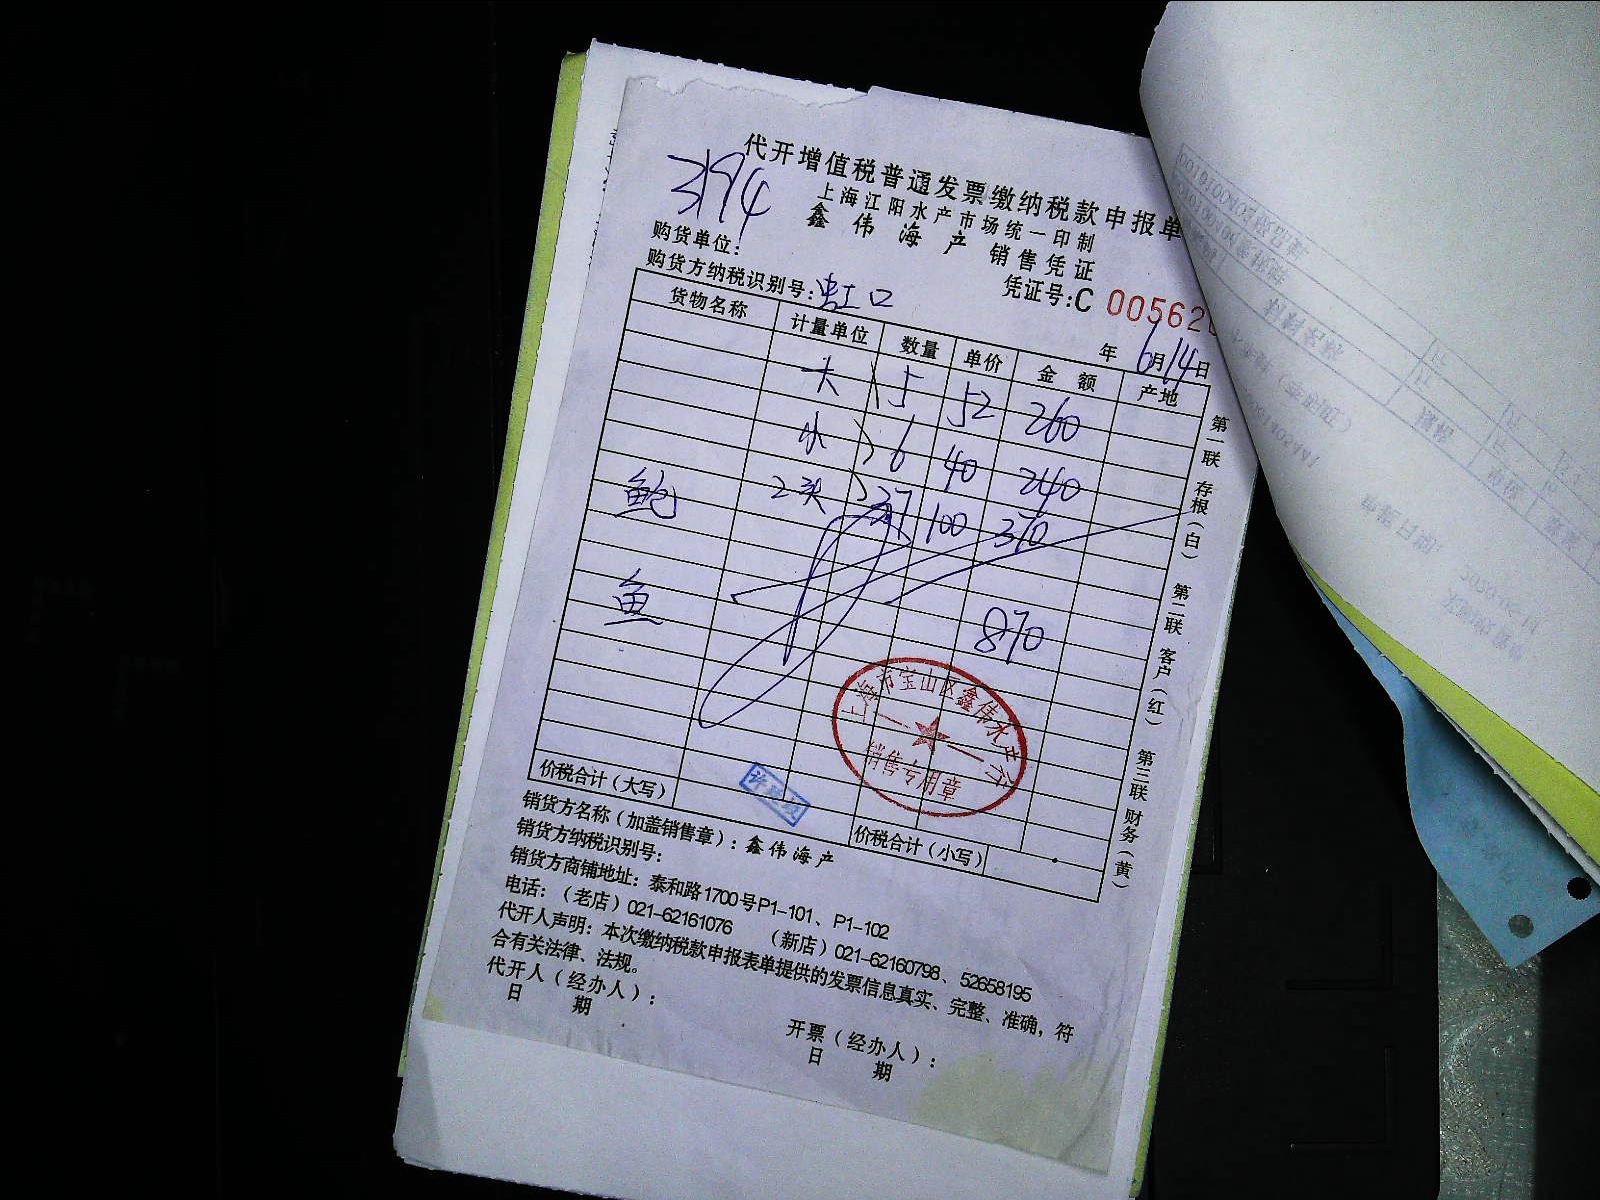 代开增值税普通发票缴纳税款申报单
3194
上海江阳水产市场统一印制
鑫伟海产 销售凭证
购货单位:
购货方纳税识别号: 虹口
凭证号:C 00562
年 6月14日
货物名称 计量单位 数量 单价 金额 产地
大 5 52 260
小 6 40 240
鲍 2头 37 100 370
鱼 870
上海市宝山区鑫伟水产行
销售专用章
价税合计(大写) 价税合计(小写)
第一联 存根(白) 第二联 客户(红) 第三联 财务(黄)
销货方名称(加盖销售章):鑫伟海产
销货方纳税识别号:
销货方商铺地址:泰和路1700号P1-101、P1-102
电话:(老店)021-62161076 (新店)021-62160798、52658195
代开人声明:本次缴纳税款申报表单提供的发票信息真实、完整、准确,符
合有关法律、法规。
代开人(经办人): 开票(经办人):
日 期 日 期